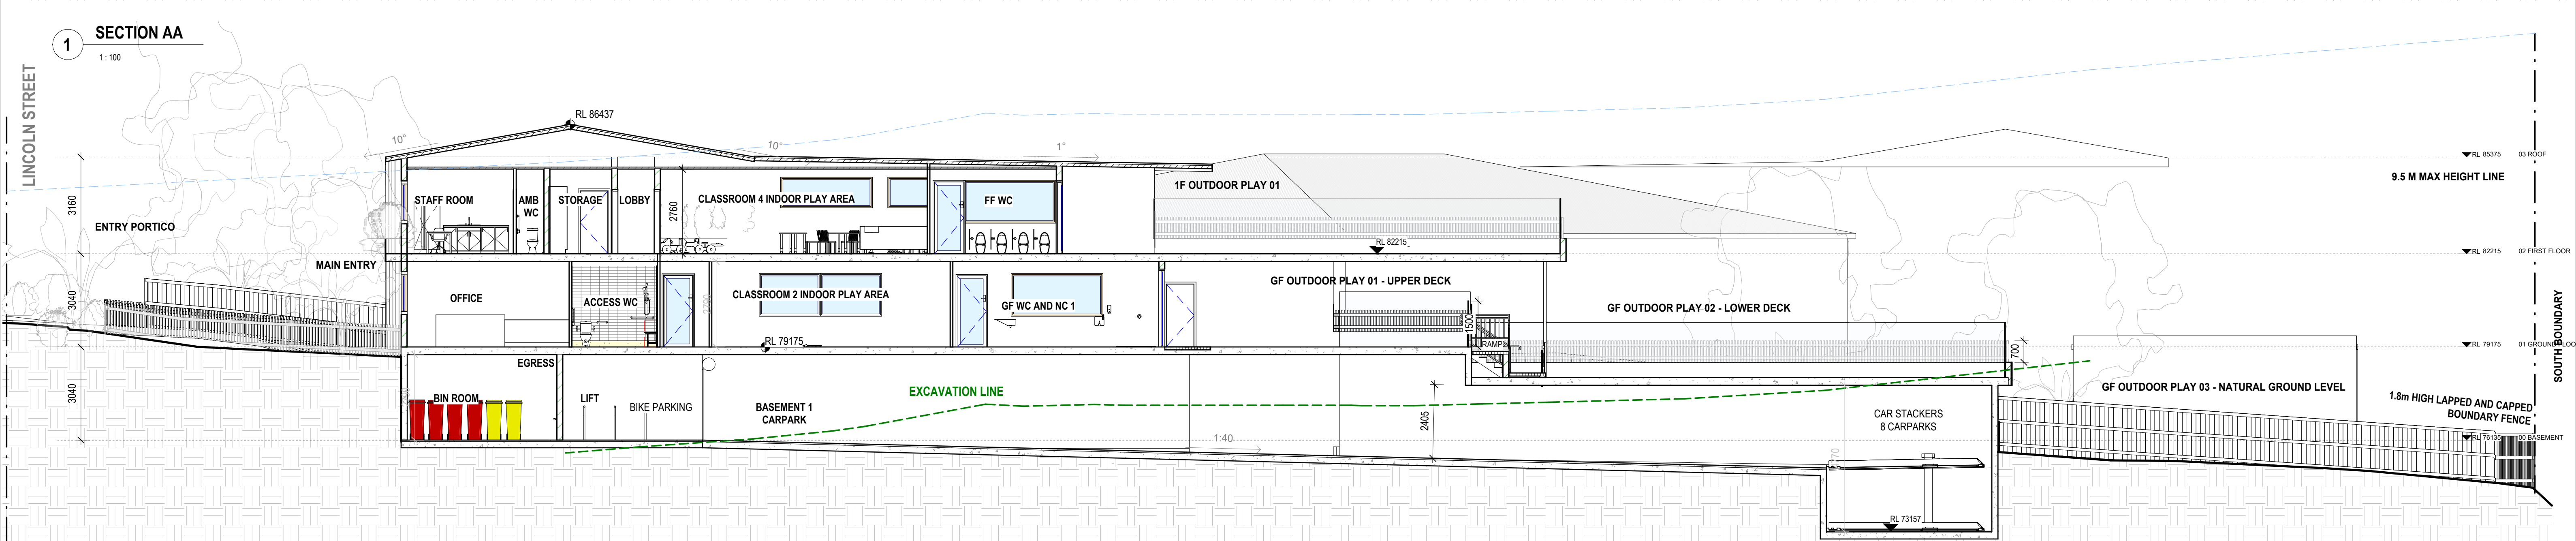 1
SECTION AA
1 : 100
LINCOLN STREET
RL 86437
10°
10°
1°
RL 85375
03 ROOF
9.5 M MAX HEIGHT LINE
3160
STAFF ROOM
AMB
WC
STORAGE
LOBBY
2760
CLASSROOM 4 INDOOR PLAY AREA
FF WC
1F OUTDOOR PLAY 01
ENTRY PORTICO
RL 82215
RL 82215
02 FIRST FLOOR
MAIN ENTRY
3040
OFFICE
ACCESS WC
CLASSROOM 2 INDOOR PLAY AREA
GF WC AND NC 1
GF OUTDOOR PLAY 01 - UPPER DECK
GF OUTDOOR PLAY 02 - LOWER DECK
1500
RAMP
700
RL 79175
RL 79175
01 GROUND FLOO
SOUTH BOUNDARY
3040
EGRESS
BIN ROOM
LIFT
BIKE PARKING
BASEMENT 1
CARPARK
EXCAVATION LINE
2405
1:40
CAR STACKERS
8 CARPARKS
GF OUTDOOR PLAY 03 - NATURAL GROUND LEVEL
1.8m HIGH LAPPED AND CAPPED
BOUNDARY FENCE
RL 76135
00 BASEMENT
RL 73157